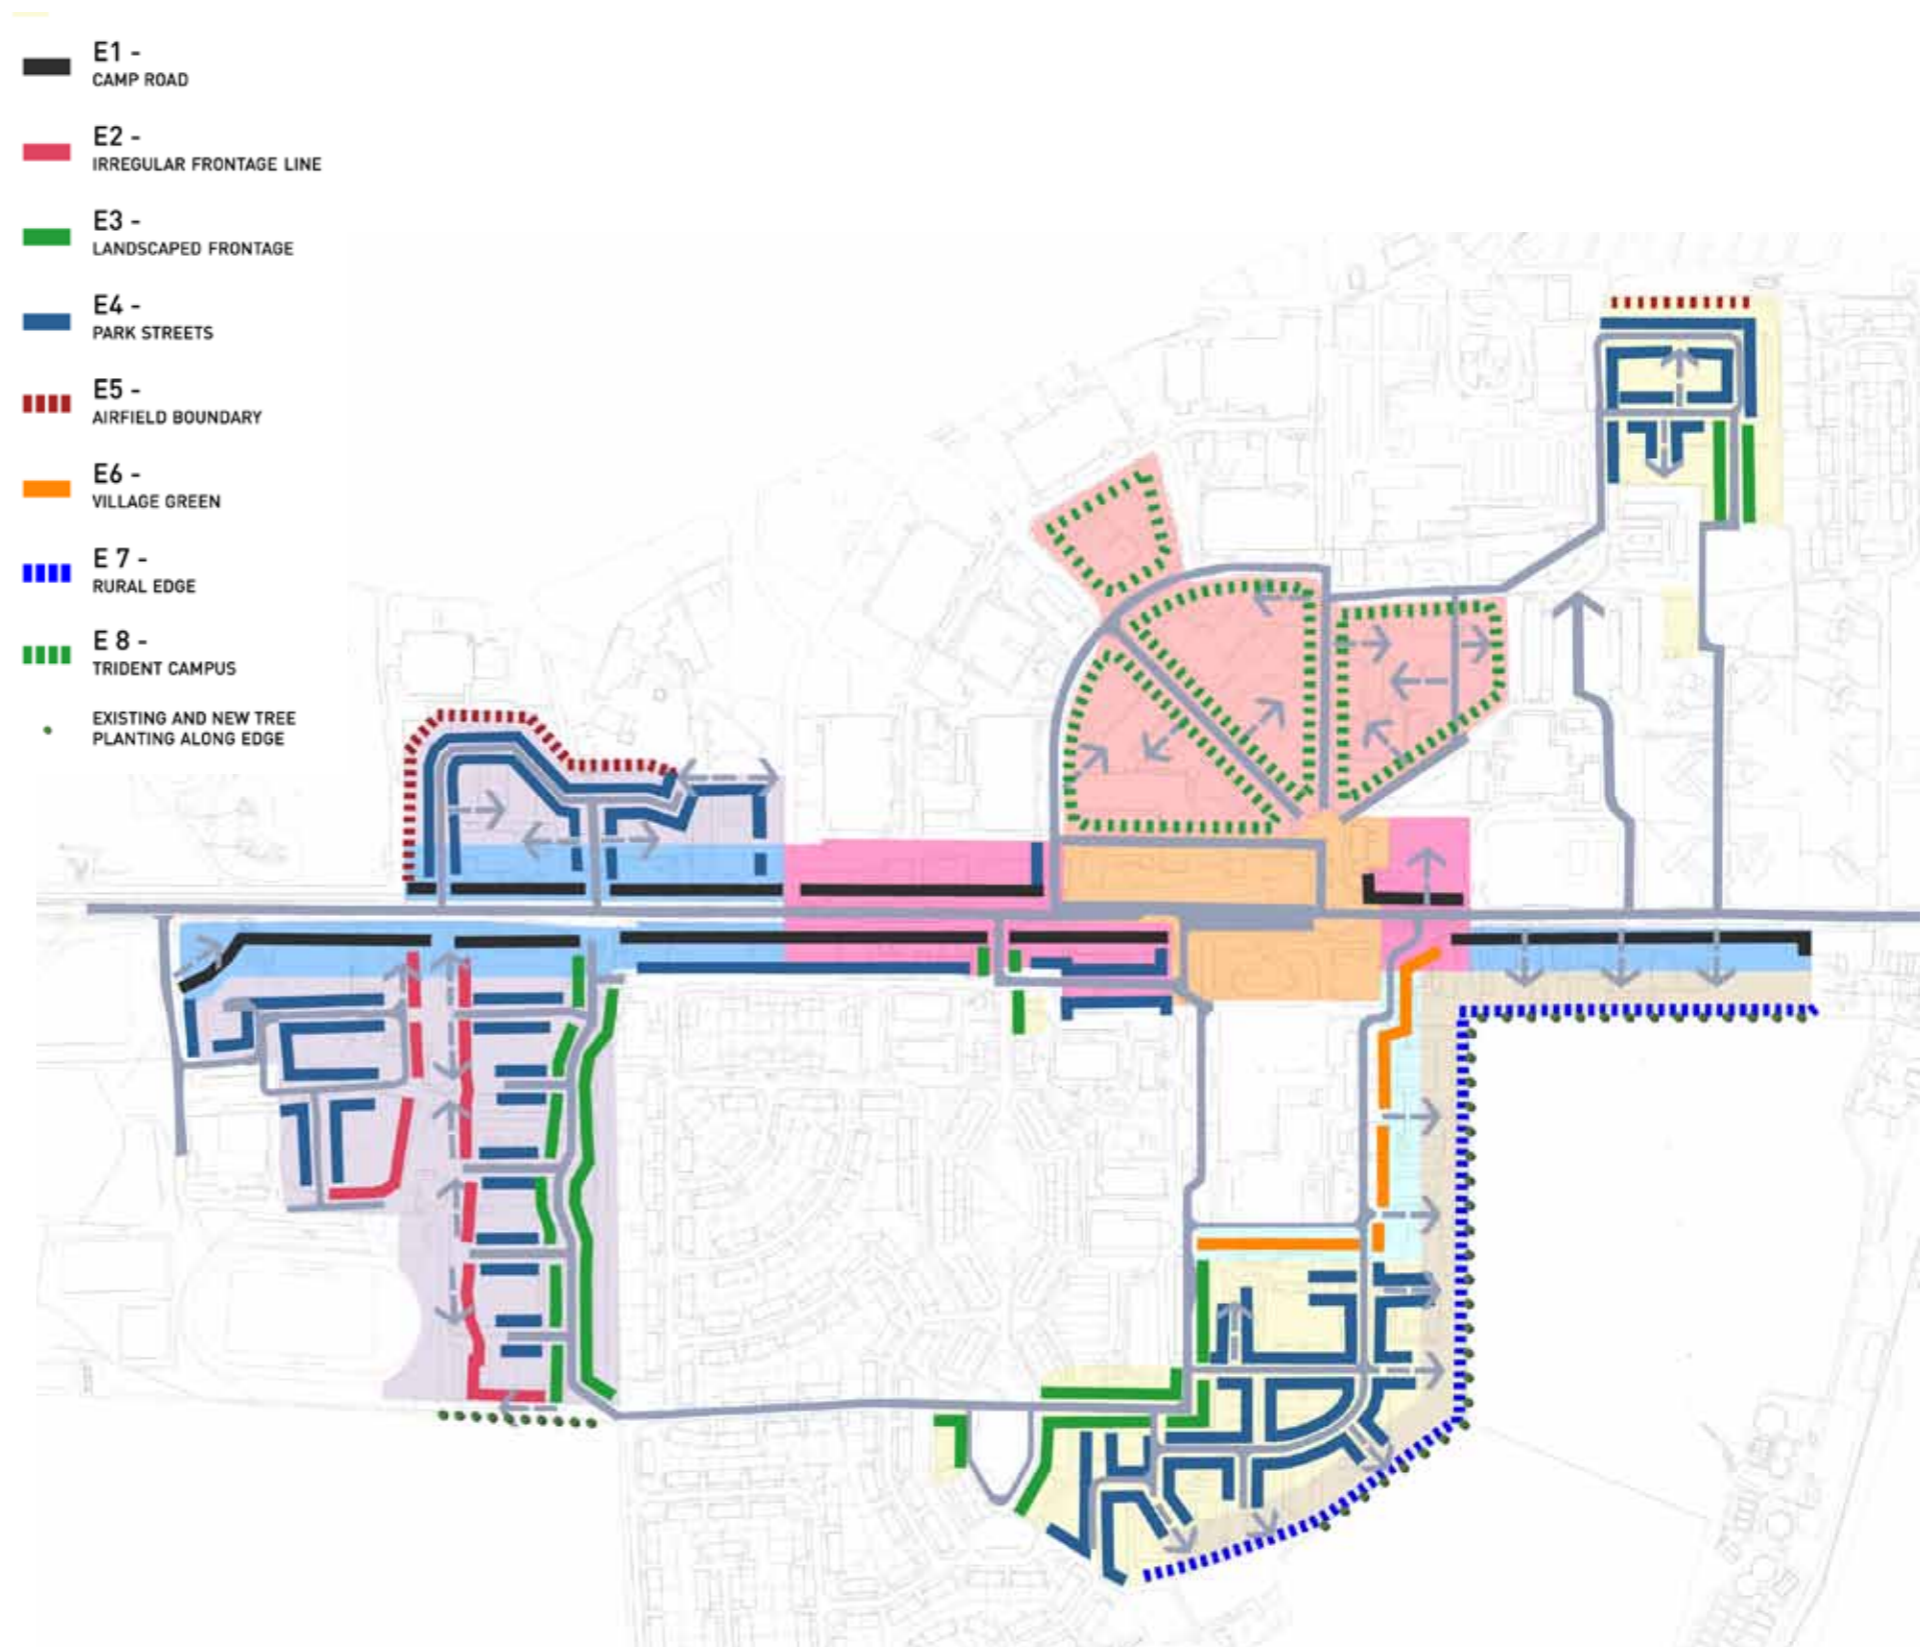 E1 -
CAMP ROAD
E2 -
IRREGULAR FRONTAGE LINE
E3 -
LANDSCAPED FRONTAGE
E4 -
PARK STREETS
E5 -
AIRFIELD BOUNDARY
E6 -
VILLAGE GREEN
E 7 -
RURAL EDGE
E 8 -
TRIDENT CAMPUS
EXISTING AND NEW TREE
PLANTING ALONG EDGE